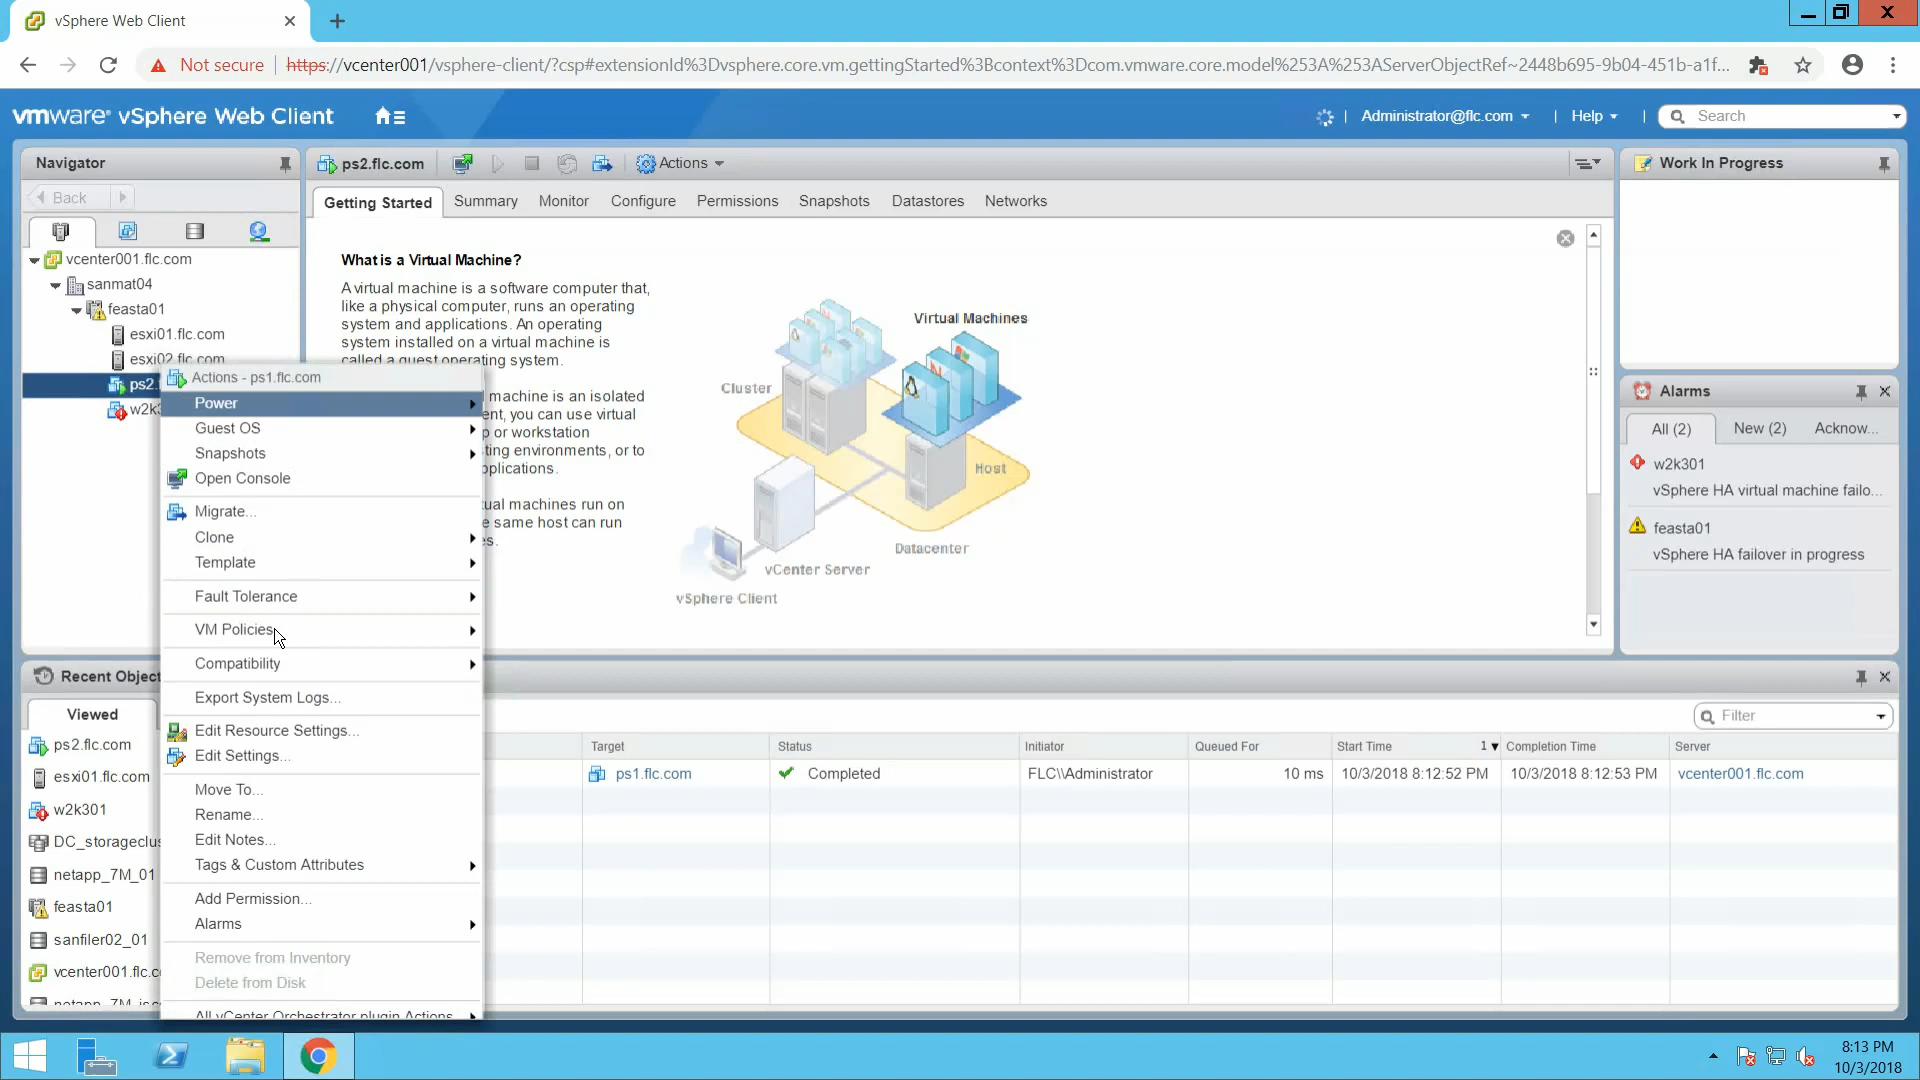 vSphere Web Client
Not secure
https://vcenter001/vsphere-client/?csp#extensionId%3Dvsphere.core.vm.gettingStarted%3Bcontext%3Dcom.vmware.core.model%253A%253AServerObjectRef~2448b695-9b04-451b-a1f...
vmware® vSphere Web Client
Administrator@flc.com
Help
Search
Navigator
Back
vcenter001.flc.com
sanmat04
feasta01
esxi01.flc.com
esxi02.flc.com
ps2.
w2k
ps2.flc.com
Actions
Getting Started
Summary
Monitor
Configure
Permissions
Snapshots
Datastores
Networks
What is a Virtual Machine?
A virtual machine is a software computer that,
like a physical computer, runs an operating
system and applications. An operating
system installed on a virtual machine is
called a guest operating system.
machine is an isolated
ent, you can use virtual
p or workstation
ting environments, or to
pplications.
tual machines run on
e same host can run
es.
Virtual Machines
Cluster
Host
Datacenter
vCenter Server
vSphere Client
Actions - ps1.flc.com
Power
Guest OS
Snapshots
Open Console
Migrate...
Clone
Template
Fault Tolerance
VM Policies
Compatibility
Export System Logs...
Edit Resource Settings...
Edit Settings...
Move To...
Rename...
Edit Notes...
Tags & Custom Attributes
Add Permission...
Alarms
Remove from Inventory
Delete from Disk
All vCenter Orchestrator plugin Actions
Work In Progress
Alarms
All (2)
New (2)
Acknow...
w2k301
vSphere HA virtual machine failo...
feasta01
vSphere HA failover in progress
Recent Object
Viewed
ps2.flc.com
esxi01.flc.com
w2k301
DC_storageclus
netapp_7M_01
feasta01
sanfiler02_01
vcenter001.flc.co
netapp_7M_isc
Filter
Target
Status
Initiator
Queued For
Start Time
1
Completion Time
Server
ps1.flc.com
Completed
FLC\\Administrator
10 ms
10/3/2018 8:12:52 PM
10/3/2018 8:12:53 PM
vcenter001.flc.com
8:13 PM
10/3/2018